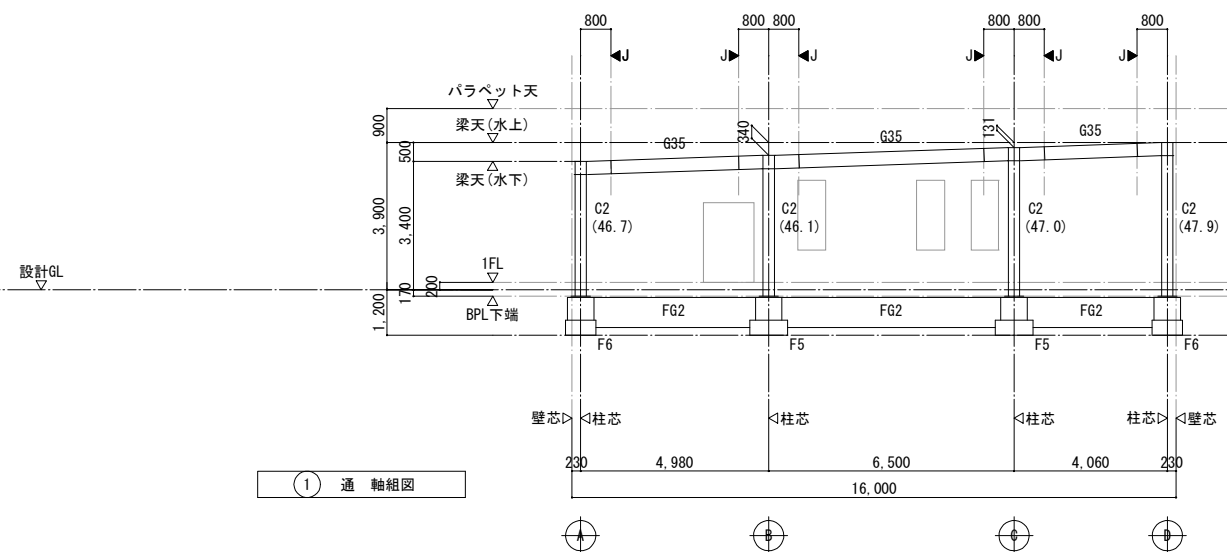 800 800 800 800 800 800
J J J J J J
パラペット天
900
梁天(水上)
G35 340 G35 131 G35
500
梁天(水下)
C2 C2 C2 C2
(46.7) (46.1) (47.0) (47.9)
3,900 3,400
設計GL
1FL
200
170
BPL下端
1,200
FG2 FG2 FG2
F6 F5 F5 F6
壁芯 柱芯 柱芯 柱芯 柱芯 壁芯
230 4,980 6,500 4,060 230
① 通 軸組図
16,000
A B C D